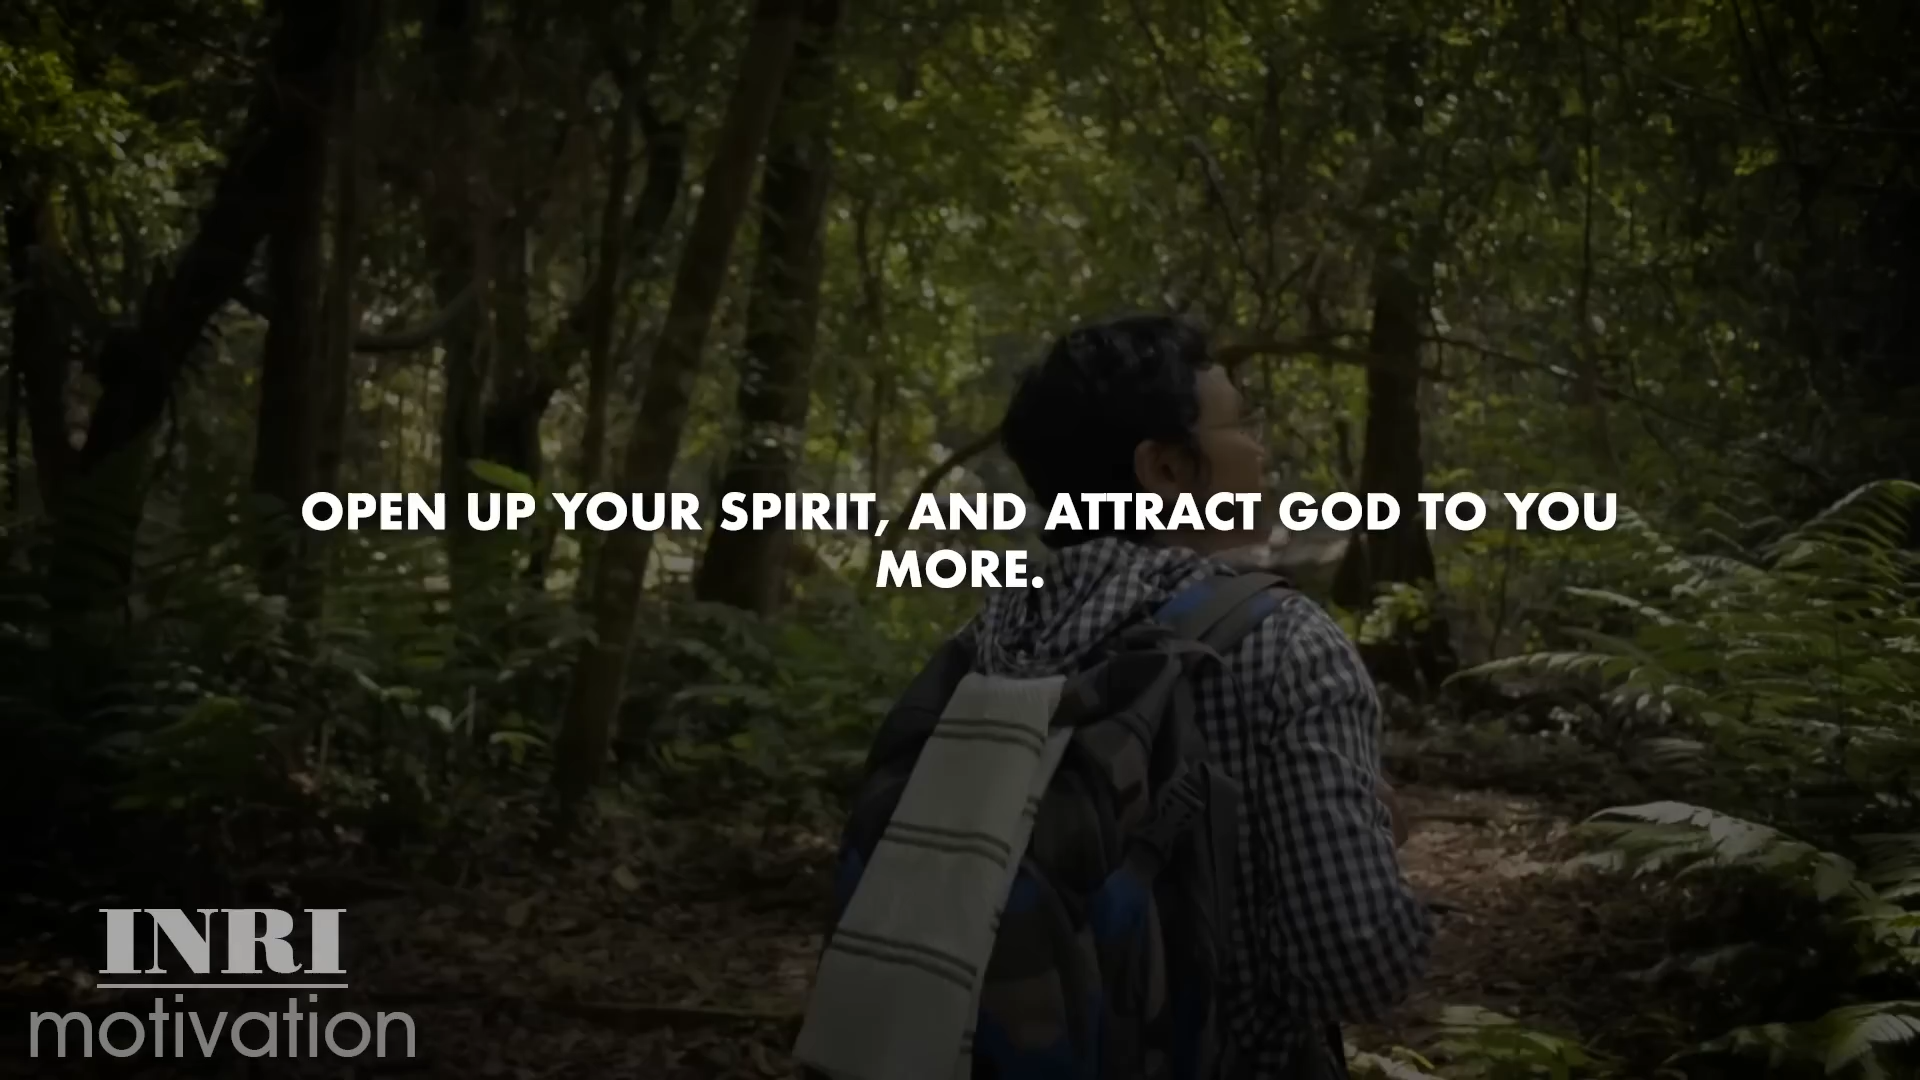 OPEN UP YOUR SPIRIT, AND ATTRACT GOD TO YOU
MORE.
INRI
motivation